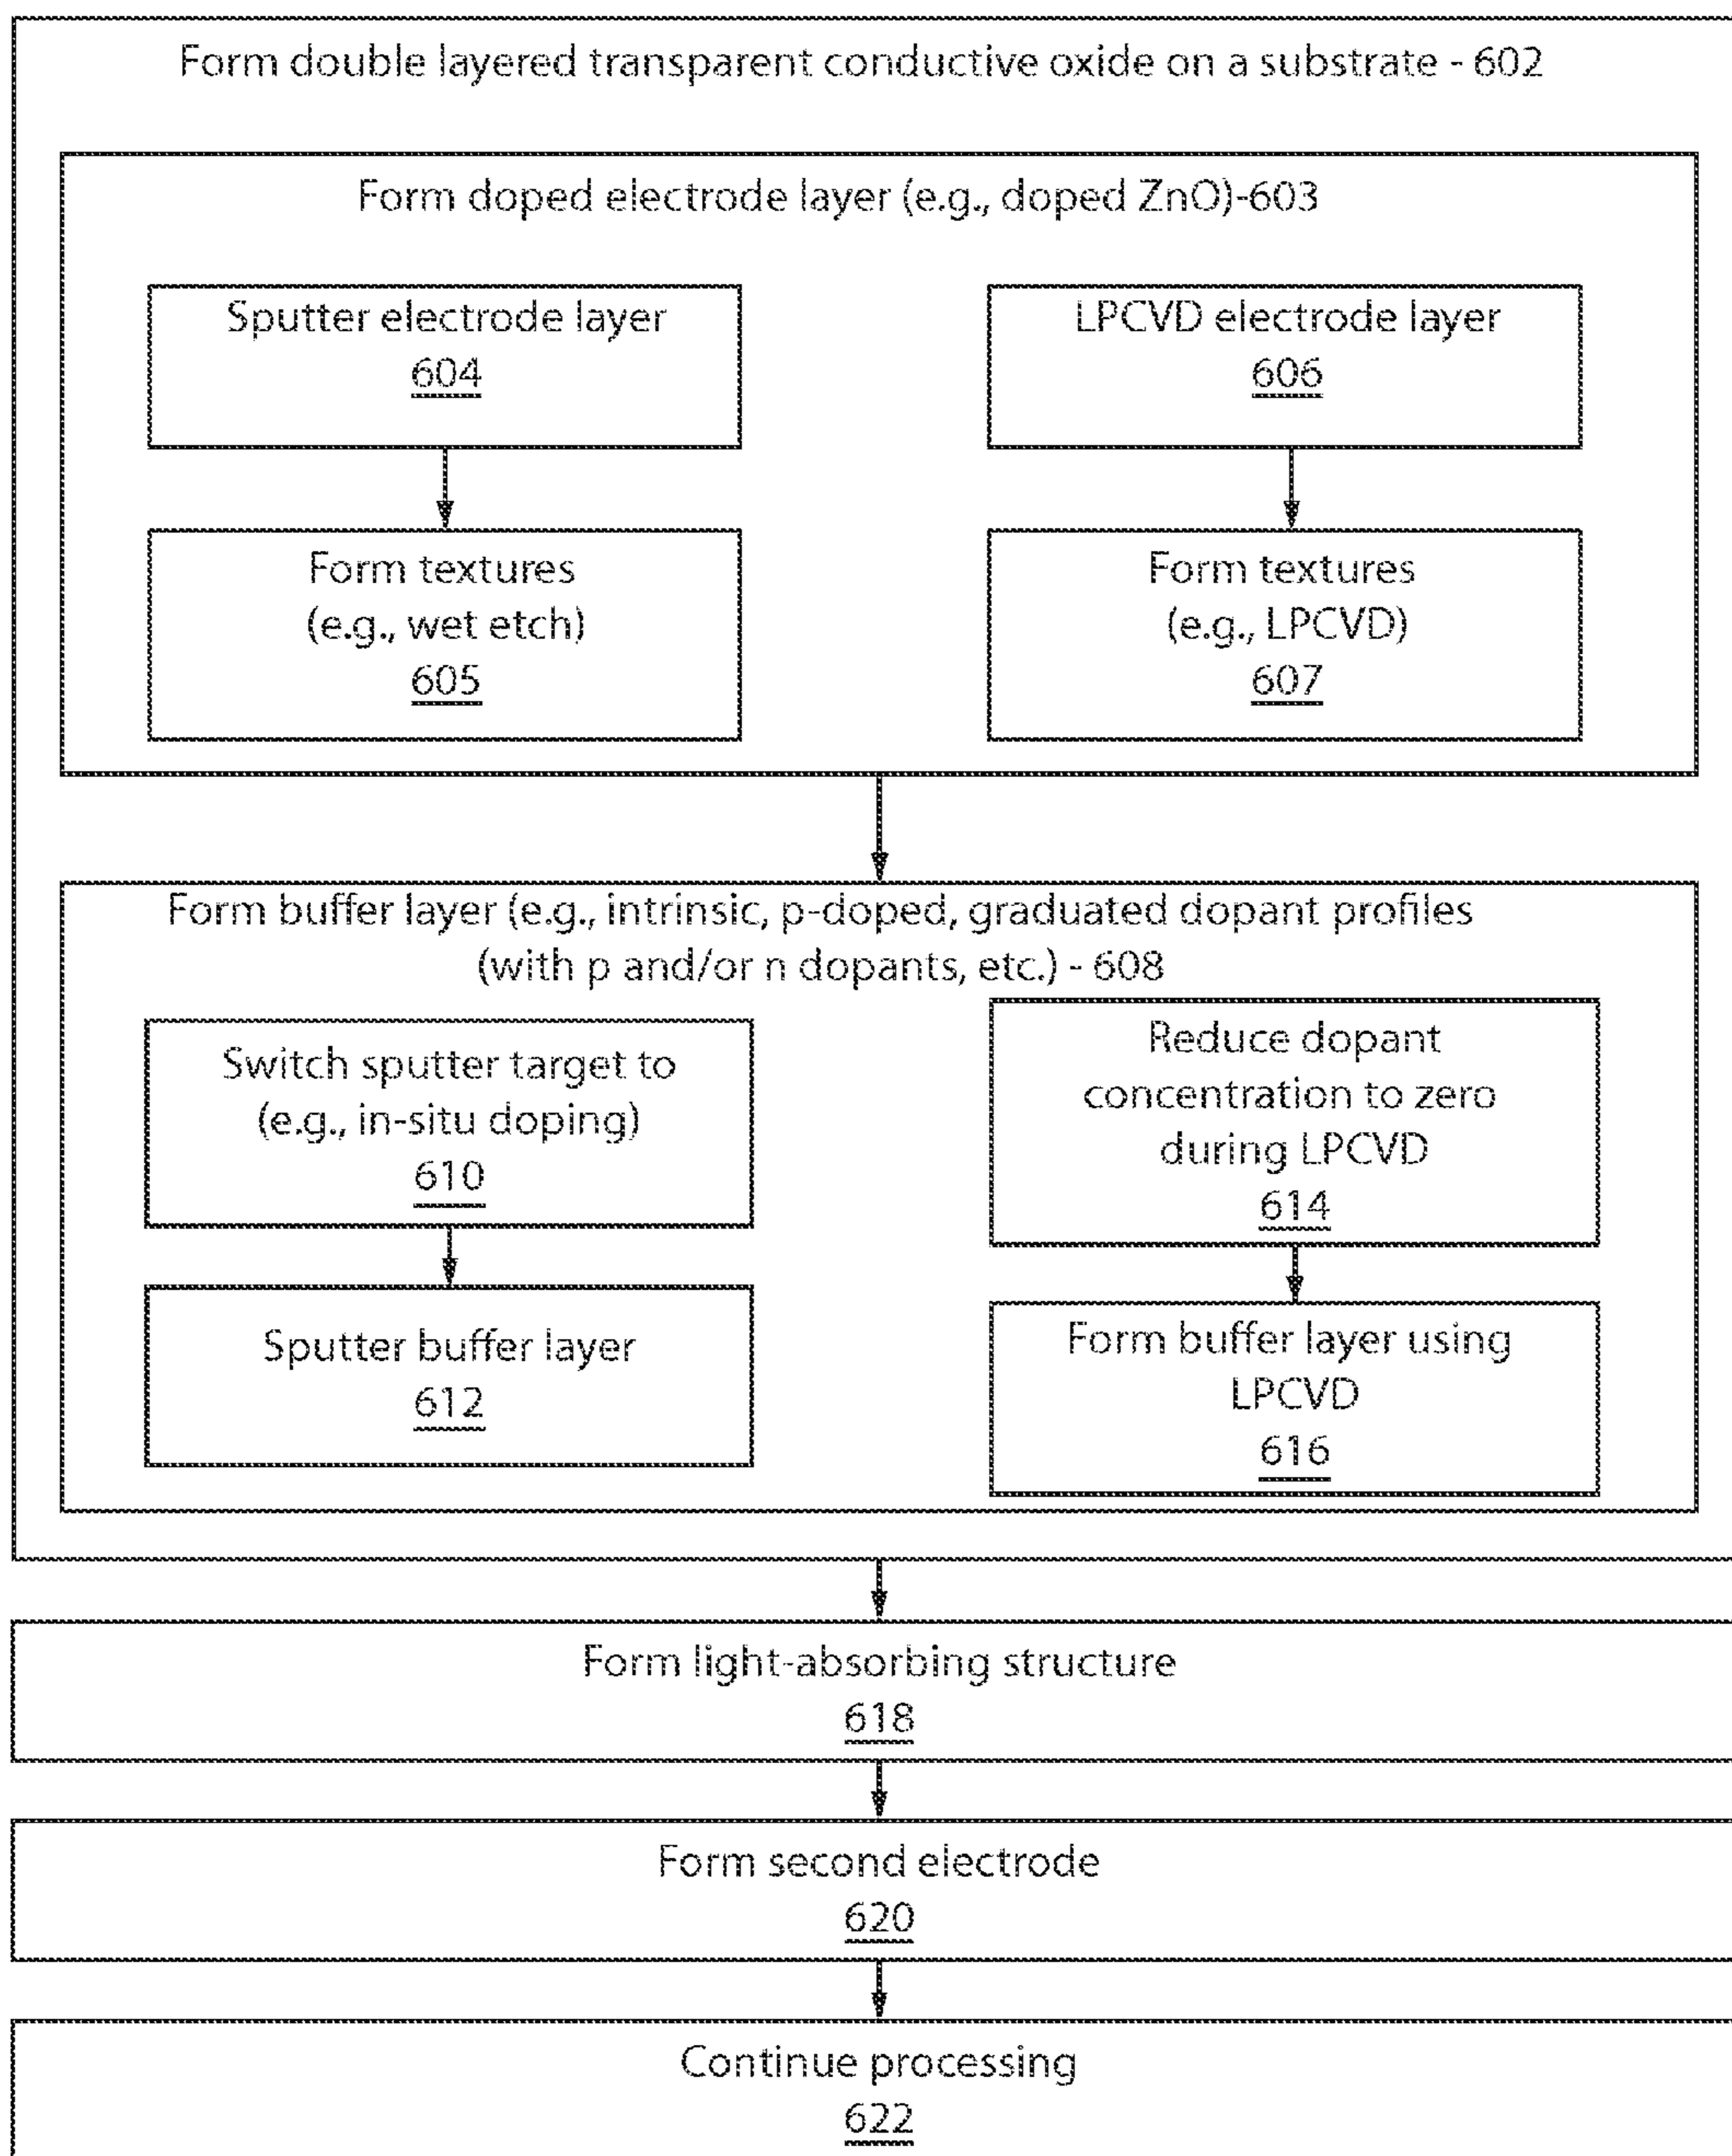 Form double layered transparent conductive oxide on a substrate - 602
Form doped electrode layer (e.g., doped ZnO)-603
Sputter electrode layer
604
LPCVD electrode layer
606
Form textures
(e.g., wet etch)
605
Form textures
(e.g., LPCVD)
607
Form buffer layer (e.g., intrinsic, p-doped, graduated dopant profiles
(with p and/or n dopants, etc.) - 608
Switch sputter target to
(e.g., in-situ doping)
610
Reduce dopant
concentration to zero
during LPCVD
614
Sputter buffer layer
612
Form buffer layer using
LPCVD
616
Form light-absorbing structure
618
Form second electrode
620
Continue processing
622